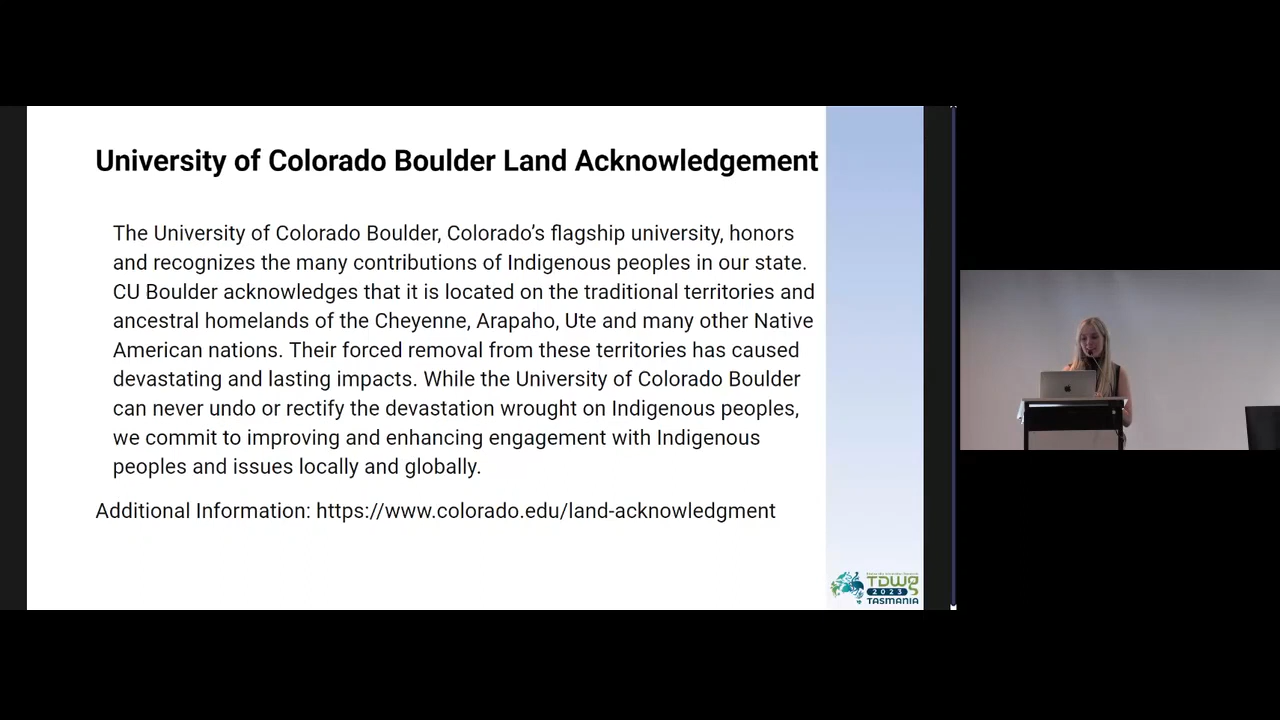 University of Colorado Boulder Land Acknowledgement
The University of Colorado Boulder, Colorado’s flagship university, honors
and recognizes the many contributions of Indigenous peoples in our state.
CU Boulder acknowledges that it is located on the traditional territories and
ancestral homelands of the Cheyenne, Arapaho, Ute and many other Native
American nations. Their forced removal from these territories has caused
devastating and lasting impacts. While the University of Colorado Boulder
can never undo or rectify the devastation wrought on Indigenous peoples,
we commit to improving and enhancing engagement with Indigenous
peoples and issues locally and globally.
Additional Information: https://www.colorado.edu/land-acknowledgment
TDWG
2023
TASMANIA